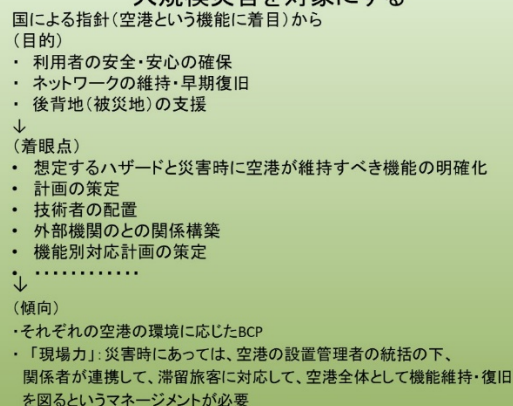 大規模災害を対象にする
国による指針(空港という機能に着目)から
(目的)
・ 利用者の安全・安心の確保
・ ネットワークの維持・早期復旧
・ 後背地(被災地)の支援
↓
(着眼点)
• 想定するハザードと災害時に空港が維持すべき機能の明確化
• 計画の策定
• 技術者の配置
• 外部機関のとの関係構築
• 機能別対応計画の策定
• ・・・・・・・・・・・・
↓
(傾向)
・それぞれの空港の環境に応じたBCP
・ 「現場力」:災害時にあっては、空港の設置管理者の統括の下、
関係者が連携して、滞留旅客に対応して、空港全体として機能維持・復旧
を図るというマネージメントが必要